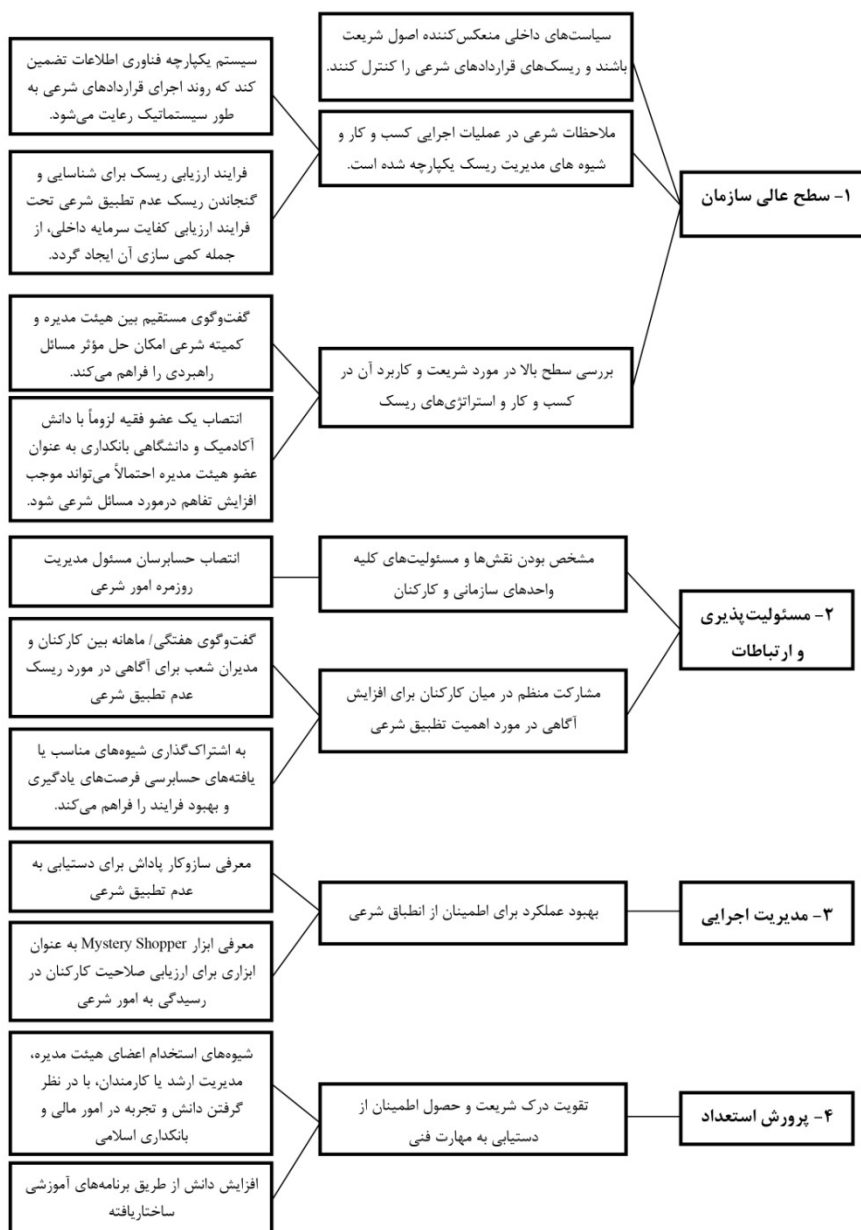 ۱- سطح عالی سازمان
سیاست‌های داخلی منعکس‌کننده اصول شریعت
باشند و ریسک‌های قراردادهای شرعی را کنترل کنند.
ملاحظات شرعی در عملیات اجرایی کسب و کار و
شیوه های مدیریت ریسک یکپارچه شده است.
سیستم یکپارچه فناوری اطلاعات تضمین
کند که روند اجرای قراردادهای شرعی به
طور سیستماتیک رعایت می‌شود.
فرایند ارزیابی ریسک برای شناسایی و
گنجاندن ریسک عدم تطبیق شرعی تحت
فرایند ارزیابی کفایت سرمایه داخلی، از
جمله کمی سازی آن ایجاد گردد.
بررسی سطح بالا در مورد شریعت و کاربرد آن در
کسب و کار و استراتژی‌های ریسک
گفت‌وگوی مستقیم بین هیئت مدیره و
کمیته شرعی امکان حل مؤثر مسائل
راهبردی را فراهم می‌کند.
انتصاب یک عضو فقیه لزوماً با دانش
آکادمیک و دانشگاهی بانکداری به عنوان
عضو هیئت مدیره احتمالاً می‌تواند موجب
افزایش تفاهم درمورد مسائل شرعی شود.
۲- مسئولیت‌پذیری
و ارتباطات
مشخص بودن نقش‌ها و مسئولیت‌های کلیه
واحدهای سازمانی و کارکنان
انتصاب حسابرسان مسئول مدیریت
روزمره امور شرعی
مشارکت منظم در میان کارکنان برای افزایش
آگاهی در مورد اهمیت تظبیق شرعی
گفت‌وگوی هفتگی/ ماهانه بین کارکنان و
مدیران شعب برای آگاهی در مورد ریسک
عدم تطبیق شرعی
به اشتراک‌گذاری شیوه‌های مناسب یا
یافته‌های حسابرسی فرصت‌های یادگیری
و بهبود فرایند را فراهم می‌کند.
۳- مدیریت اجرایی
بهبود عملکرد برای اطمینان از انطباق شرعی
معرفی سازوکار پاداش برای دستیابی به
عدم تطبیق شرعی
معرفی ابزار Mystery Shopper به عنوان
ابزاری برای ارزیابی صلاحیت کارکنان در
رسیدگی به امور شرعی
۴- پرورش استعداد
تقویت درک شریعت و حصول اطمینان از
دستیابی به مهارت فنی
شیوه‌های استخدام اعضای هیئت مدیره،
مدیریت ارشد یا کارمندان، با در نظر
گرفتن دانش و تجربه در امور مالی و
بانکداری اسلامی
افزایش دانش از طریق برنامه‌های آموزشی
ساختاریافته